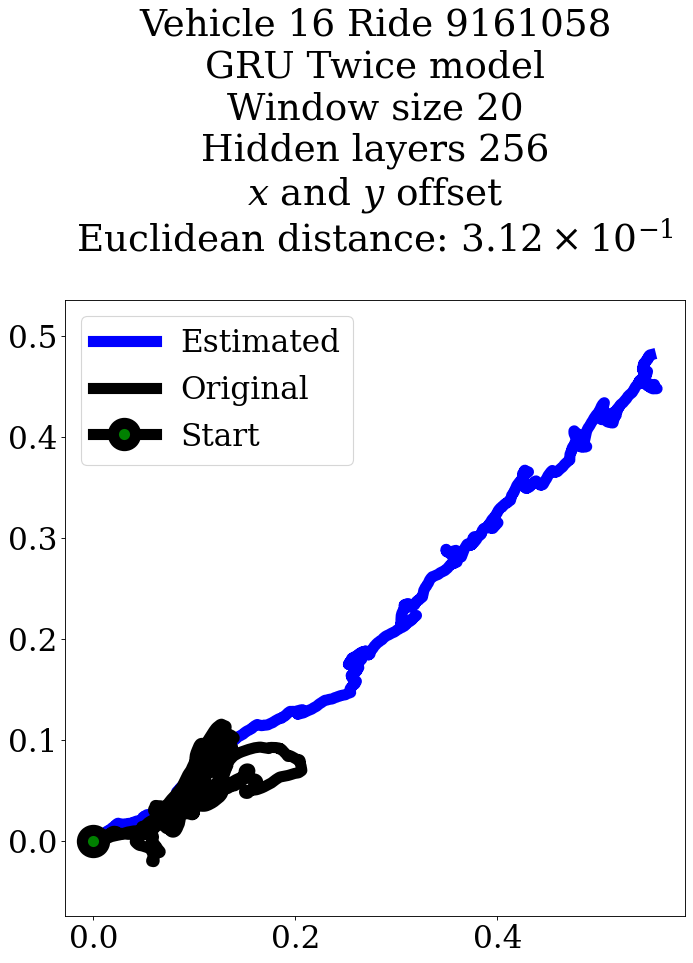 Vehicle 16 Ride 9161058
GRU Twice model
Window size 20
Hidden layers 256
x and y offset
Euclidean distance: 3.12 × 10⁻¹
Estimated
Original
Start
0.5
0.4
0.3
0.2
0.1
0.0
0.0 0.2 0.4